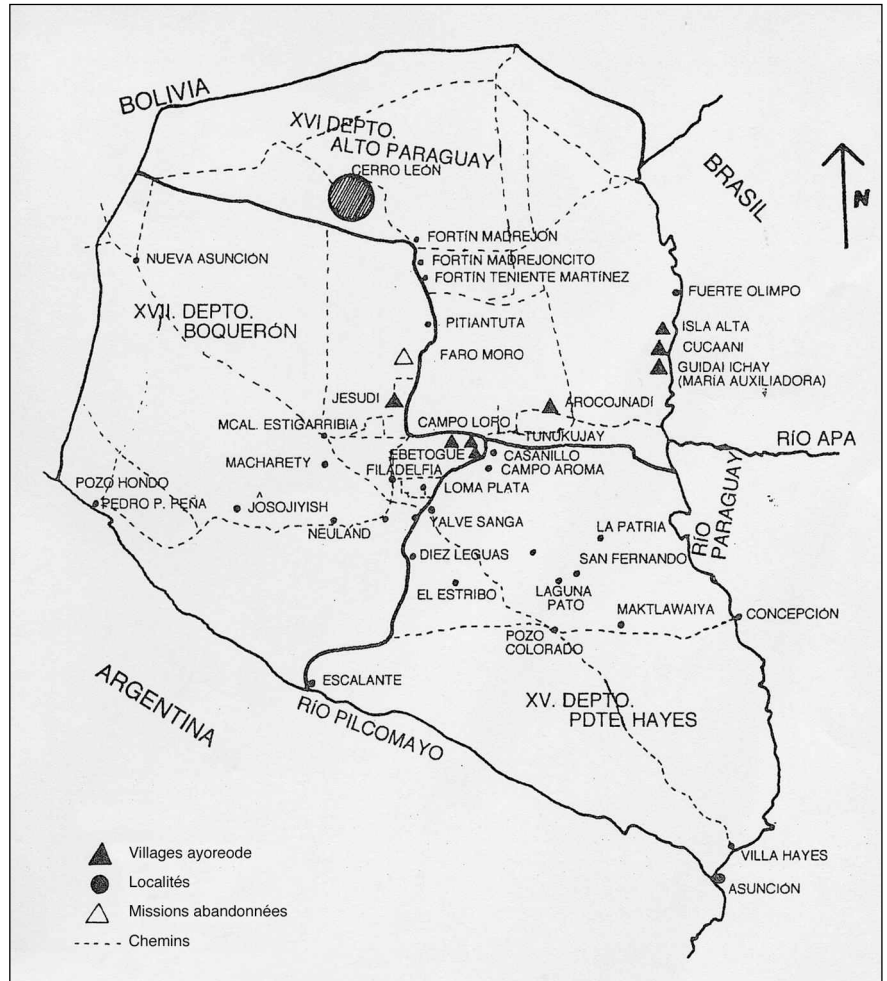 BOLIVIA
XVI DEPTO.
ALTO PARAGUAY
CERRO LEÓN
BRASIL
N
FORTÍN MADREJÓN
FORTÍN MADREJONCITO
FORTÍN TENIENTE MARTÍNEZ
NUEVA ASUNCIÓN
FUERTE OLIMPO
XVII. DEPTO.
BOQUERÓN
PITIANTUTA
ISLA ALTA
CUCAANI
FARO MORO
GUIDAI ICHAY
(MARÍA AUXILIADORA)
JESUDI
AROCOJNADÍ
MCAL. ESTIGARRIBIA
CAMPO LORO
TUNUKUJAY
RÍO APA
EBETOGUE
CASANILLO
MACHARETY
FILADELFIA
CAMPO AROMA
POZO HONDO
LOMA PLATA
PEDRO P. PEÑA
JÔSOJIYISH
NEULAND
YALVE SANGA
LA PATRIA
RÍO
PARAGUAY
DIEZ LEGUAS
SAN FERNANDO
EL ESTRIBO
LAGUNA
PATO
MAKTLAWAIYA
CONCEPCIÓN
POZO
COLORADO
ARGENTINA
ESCALANTE
RÍO PILCOMAYO
XV. DEPTO.
PDTE. HAYES
VILLA HAYES
ASUNCIÓN
Villages ayoreode
Localités
Missions abandonnées
Chemins